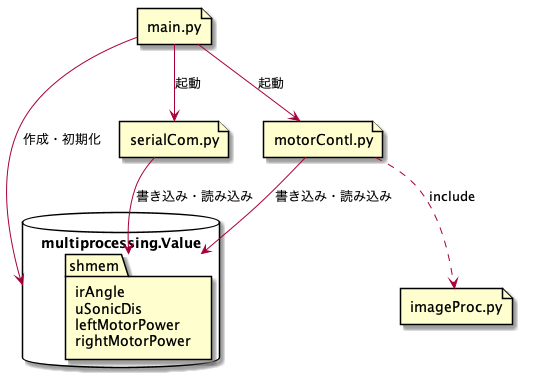 main.py
起動
起動
作成・初期化
serialCom.py
motorContl.py
書き込み・読み込み
書き込み・読み込み
include
multiprocessing.Value
shmem
irAngle
uSonicDis
leftMotorPower
rightMotorPower
imageProc.py